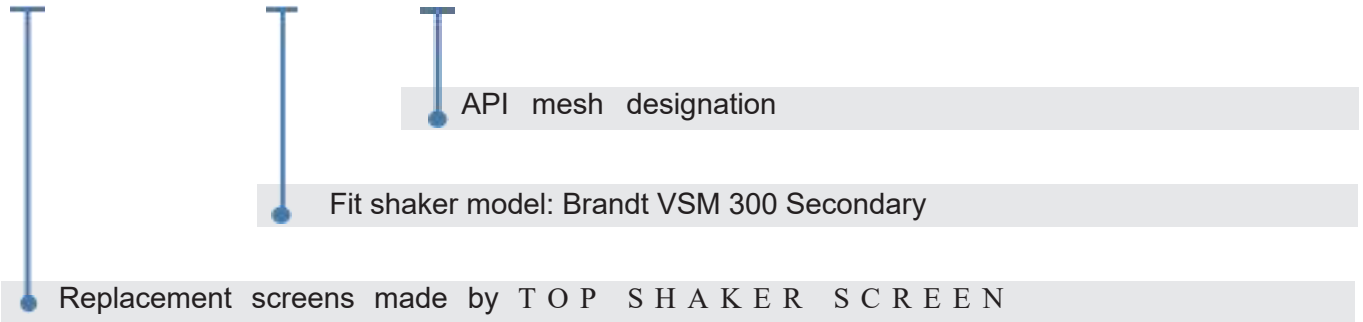 API mesh designation
Fit shaker model: Brandt VSM 300 Secondary
Replacement screens made by TOP SHAKER SCREEN